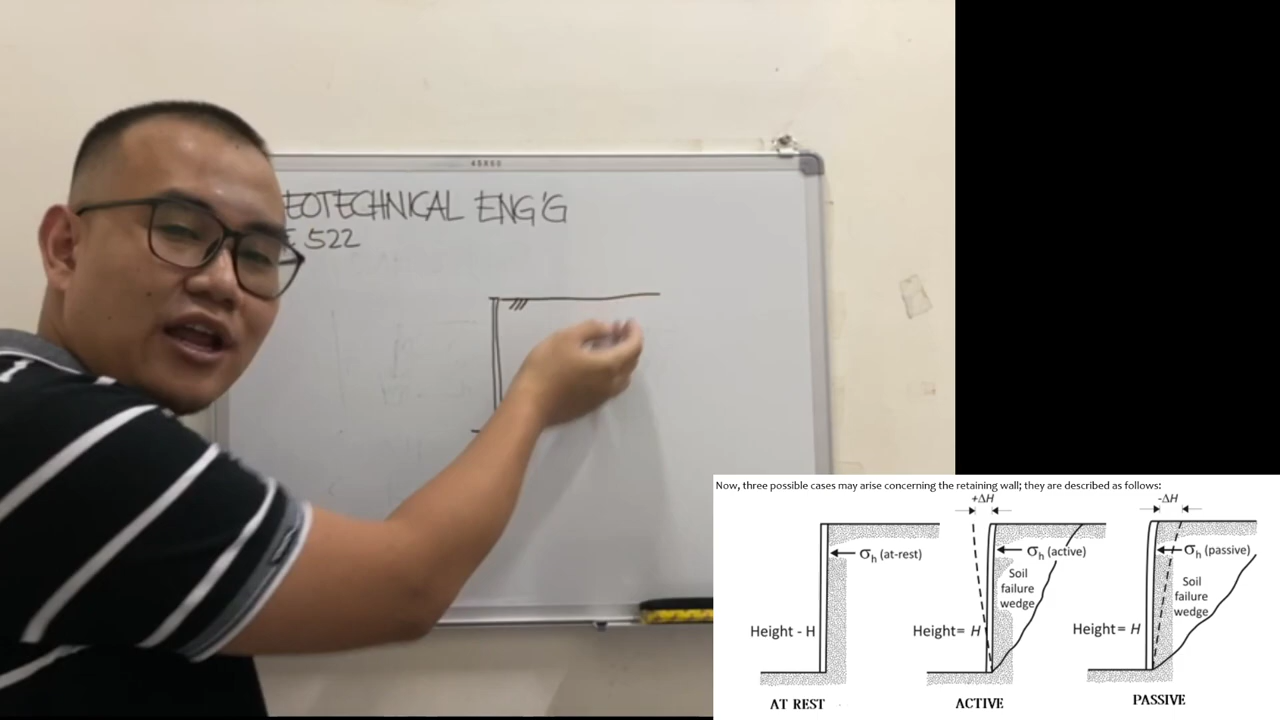 45X60
EOTECHNICAL ENG'G
E 522
Now, three possible cases may arise concerning the retaining wall; they are described as follows:
+ΔH
-ΔH
σh (at-rest)
σh (active)
σh (passive)
Soil
failure
wedge
Soil
failure
wedge
Height - H
Height= H
Height= H
AT REST
ACTIVE
PASSIVE